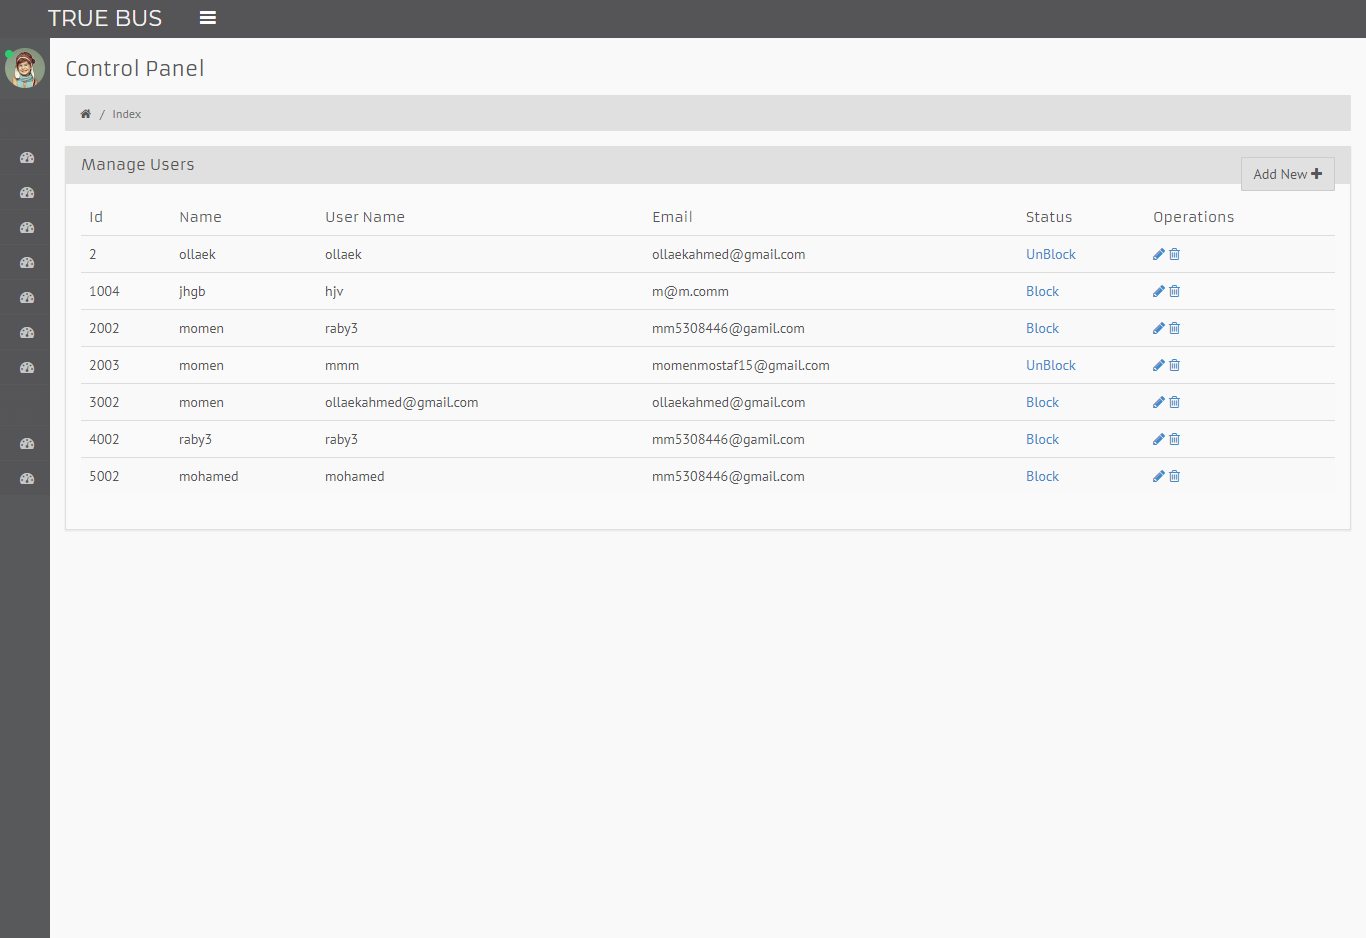 TRUE BUS
Control Panel
/ Index
Manage Users
Add New
Id Name User Name Email Status Operations
2 ollaek ollaek ollaekahmed@gmail.com UnBlock
1004 jhgb hjv m@m.comm Block
2002 momen raby3 mm5308446@gamil.com Block
2003 momen mmm momenmostaf15@gmail.com UnBlock
3002 momen ollaekahmed@gmail.com ollaekahmed@gmail.com Block
4002 raby3 raby3 mm5308446@gamil.com Block
5002 mohamed mohamed mm5308446@gmail.com Block